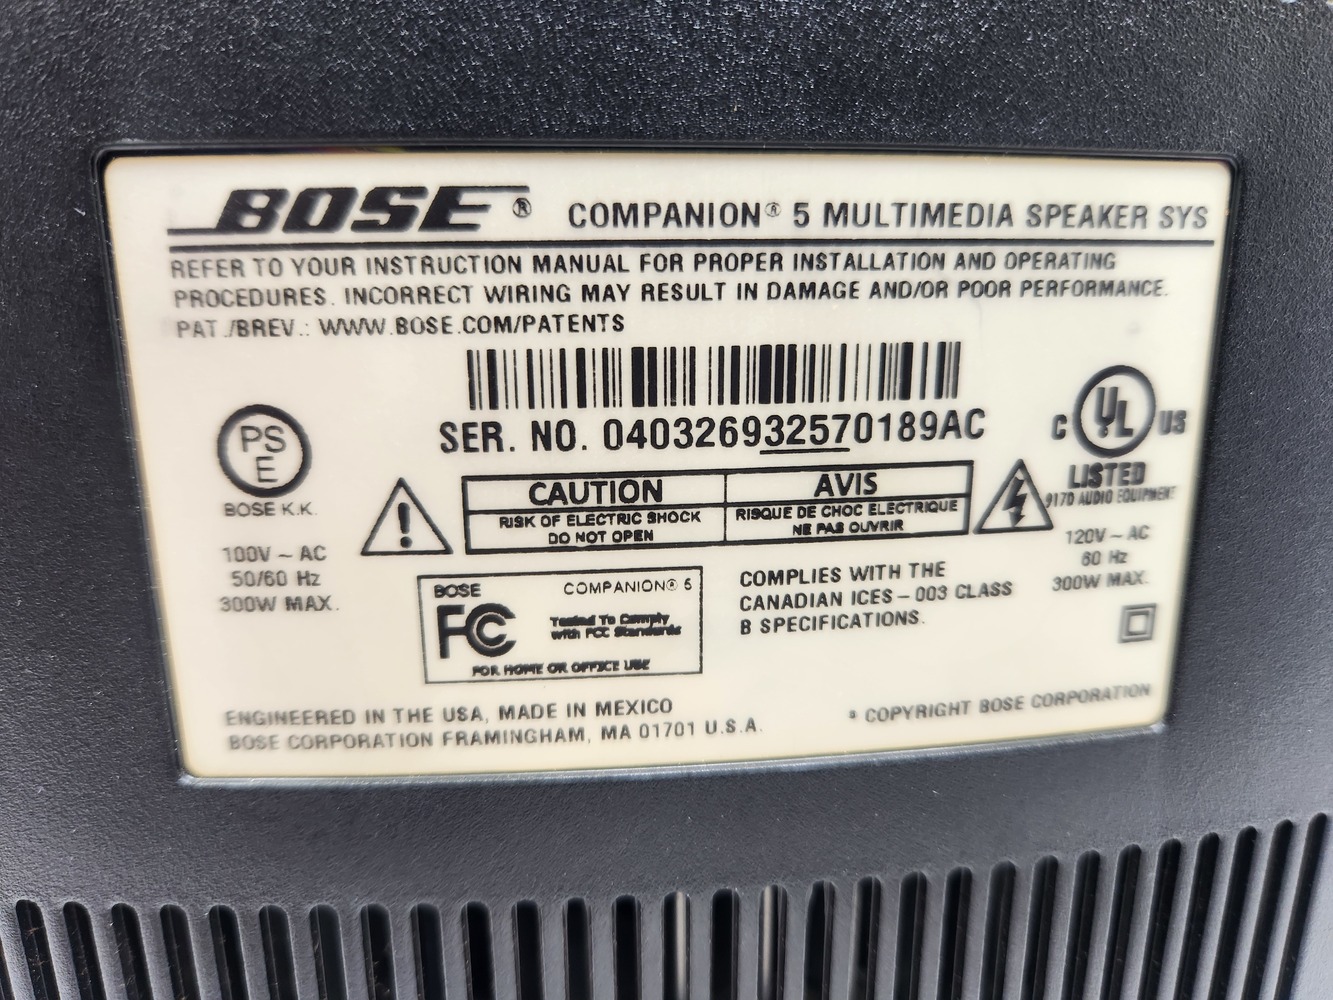 BOSE® COMPANION® 5 MULTIMEDIA SPEAKER SYS
REFER TO YOUR INSTRUCTION MANUAL FOR PROPER INSTALLATION AND OPERATING
PROCEDURES. INCORRECT WIRING MAY RESULT IN DAMAGE AND/OR POOR PERFORMANCE.
PAT./BREV.: WWW.BOSE.COM/PATENTS
SER. NO. 040326932570189AC
PS
E
BOSE K.K.
100V ~ AC
50/60 Hz
300W MAX.
!
CAUTION
RISK OF ELECTRIC SHOCK
DO NOT OPEN
AVIS
RISQUE DE CHOC ELECTRIQUE
NE PAS OUVRIR
C UL US
LISTED
917D AUDIO EQUIPMENT
120V ~ AC
60 Hz
300W MAX.
BOSE COMPANION® 5
FC
Tested To Comply
with FCC Standards
FOR HOME OR OFFICE USE
COMPLIES WITH THE
CANADIAN ICES – 003 CLASS
B SPECIFICATIONS.
ENGINEERED IN THE USA, MADE IN MEXICO
BOSE CORPORATION FRAMINGHAM, MA 01701 U.S.A.
COPYRIGHT BOSE CORPORATION